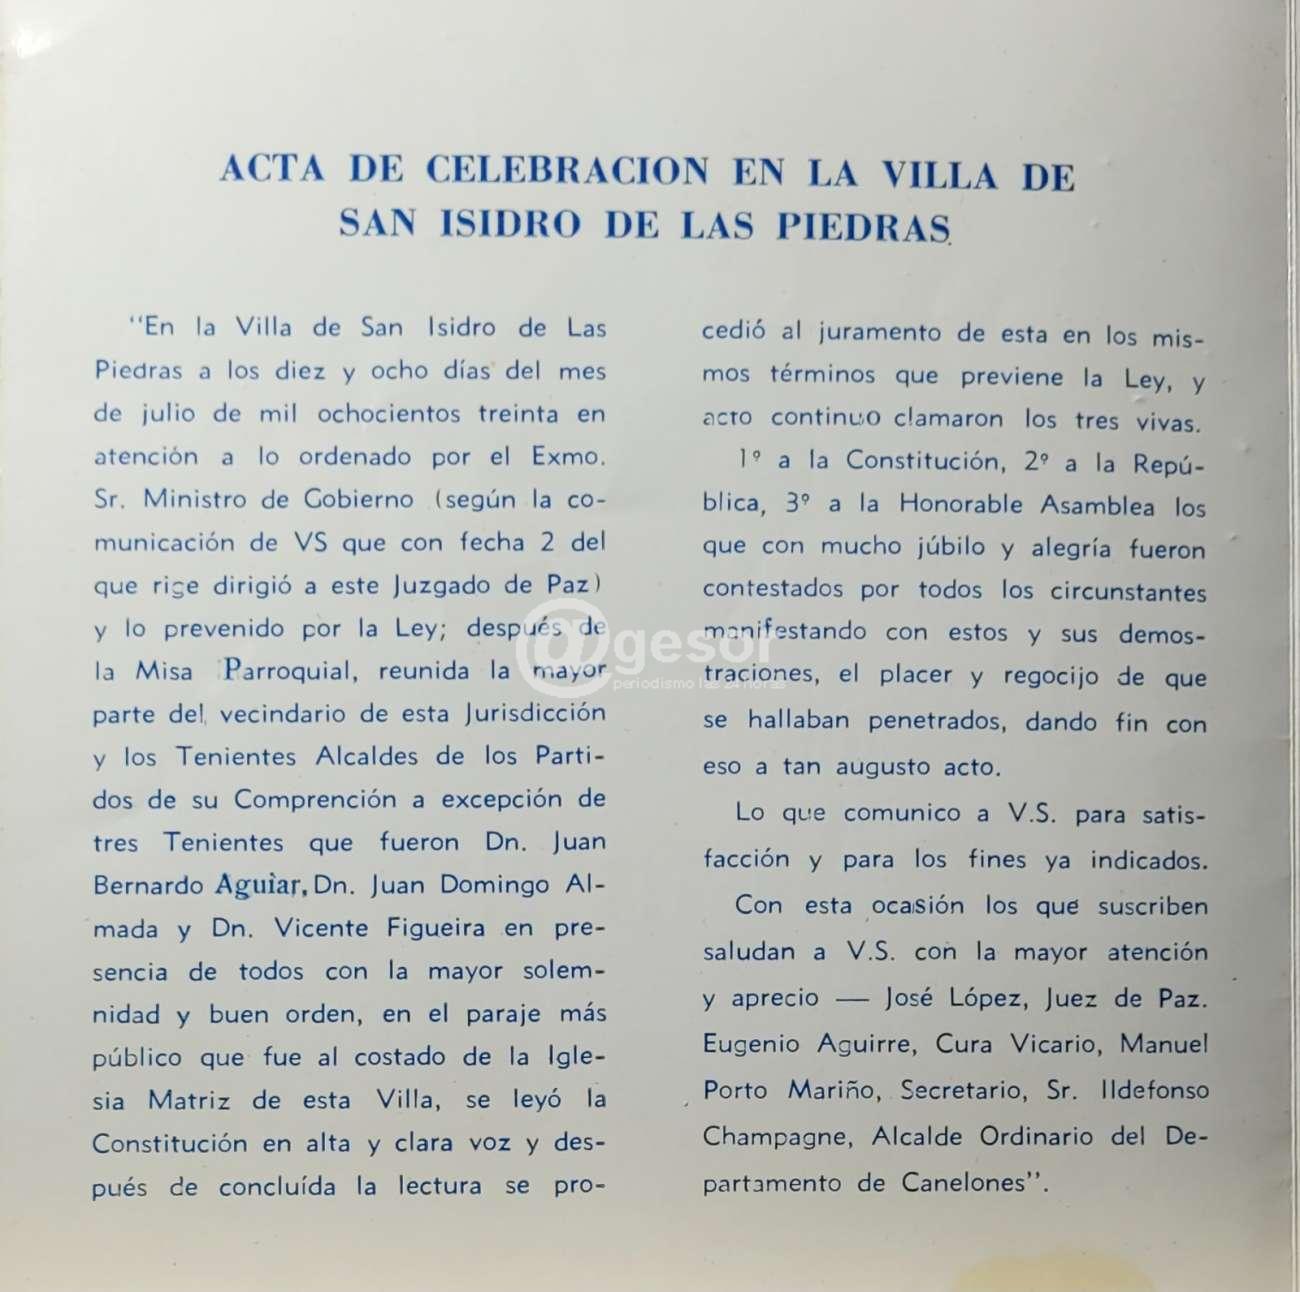 ACTA DE CELEBRACION EN LA VILLA DE
SAN ISIDRO DE LAS PIEDRAS.
“En la Villa de San Isidro de Las
Piedras a los diez y ocho días del mes
de julio de mil ochocientos treinta en
atención a lo ordenado por el Exmo.
Sr. Ministro de Gobierno (según la co-
municación de VS que con fecha 2 del
que rige dirigió a este Juzgado de Paz)
y lo prevenido por la Ley; después de
la Misa Parroquial, reunida la mayor
parte del vecindario de esta Jurisdicción
y los Tenientes Alcaldes de los Parti-
dos de su Comprención a excepción de
tres Tenientes que fueron Dn. Juan
Bernardo Aguiar, Dn. Juan Domingo Al-
mada y Dn. Vicente Figueira en pre-
sencia de todos con la mayor solem-
nidad y buen orden, en el paraje más
público que fue al costado de la Igle-
sia Matriz de esta Villa, se leyó la
Constitución en alta y clara voz y des-
pués de concluída la lectura se pro-
cedió al juramento de esta en los mis-
mos términos que previene la Ley, y
acto continuo clamaron los tres vivas.
1º a la Constitución, 2º a la Repú-
blica, 3º a la Honorable Asamblea los
que con mucho júbilo y alegría fueron
contestados por todos los circunstantes
manifestando con estos y sus demos-
traciones, el placer y regocijo de que
se hallaban penetrados, dando fin con
eso a tan augusto acto.
Lo que comunico a V.S. para satis-
facción y para los fines ya indicados.
Con esta ocasión los que suscriben
saludan a V.S. con la mayor atención
y aprecio — José López, Juez de Paz.
Eugenio Aguirre, Cura Vicario, Manuel
Porto Mariño, Secretario, Sr. Ildefonso
Champagne, Alcalde Ordinario del De-
partamento de Canelones”.
@gesor
periodismo las 24 horas